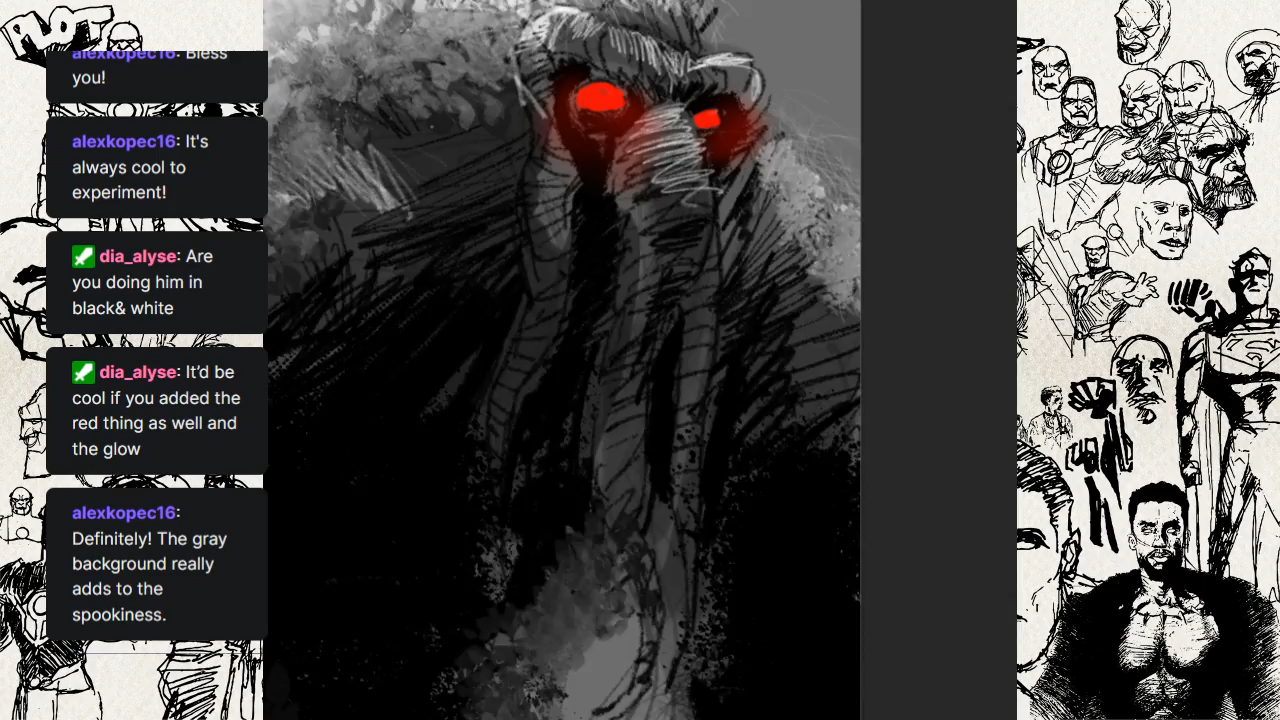 PLOT
alexkopec16: Bless
you!
alexkopec16: It's
always cool to
experiment!
dia_alyse: Are
you doing him in
black& white
dia_alyse: It'd be
cool if you added the
red thing as well and
the glow
alexkopec16:
Definitely! The gray
background really
adds to the
spookiness.